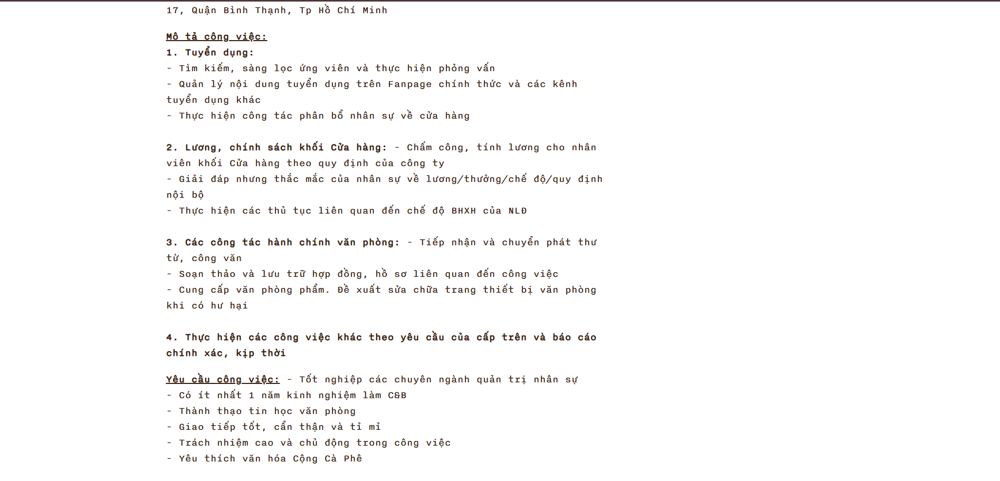 17, Quận Bình Thạnh, Tp Hồ Chí Minh
Mô tả công việc:
1. Tuyển dụng:
- Tìm kiếm, sàng lọc ứng viên và thực hiện phỏng vấn
- Quản lý nội dung tuyển dụng trên Fanpage chính thức và các kênh
tuyển dụng khác
- Thực hiện công tác phân bổ nhân sự về cửa hàng
2. Lương, chính sách khối Cửa hàng: - Chấm công, tính lương cho nhân
viên khối Cửa hàng theo quy định của công ty
- Giải đáp nhưng thắc mắc của nhân sự về lương/thưởng/chế độ/quy định
nội bộ
- Thực hiện các thủ tục liên quan đến chế độ BHXH của NLĐ
3. Các công tác hành chính văn phòng: - Tiếp nhận và chuyển phát thư
từ, công văn
- Soạn thảo và lưu trữ hợp đồng, hồ sơ liên quan đến công việc
- Cung cấp văn phòng phẩm. Đề xuất sửa chữa trang thiết bị văn phòng
khi có hư hại
4. Thực hiện các công việc khác theo yêu cầu của cấp trên và báo cáo
chính xác, kịp thời
Yêu cầu công việc: - Tốt nghiệp các chuyên ngành quản trị nhân sự
- Có ít nhất 1 năm kinh nghiệm làm C&B
- Thành thạo tin học văn phòng
- Giao tiếp tốt, cẩn thận và tỉ mỉ
- Trách nhiệm cao và chủ động trong công việc
- Yêu thích văn hóa Cộng Cà Phê